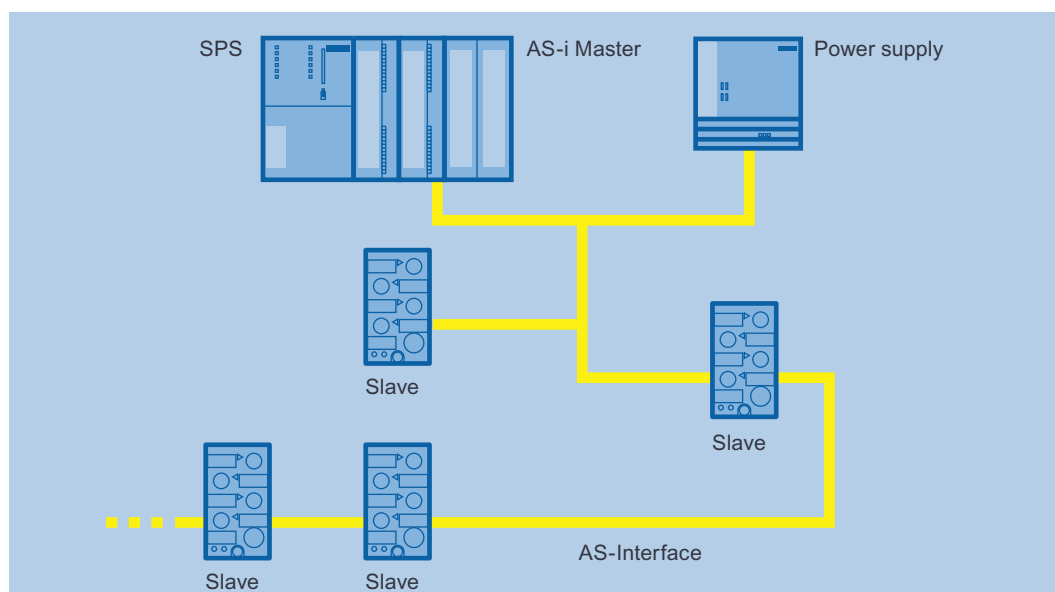 SPS
AS-i Master
Power supply
Slave
Slave
AS-Interface
Slave
Slave